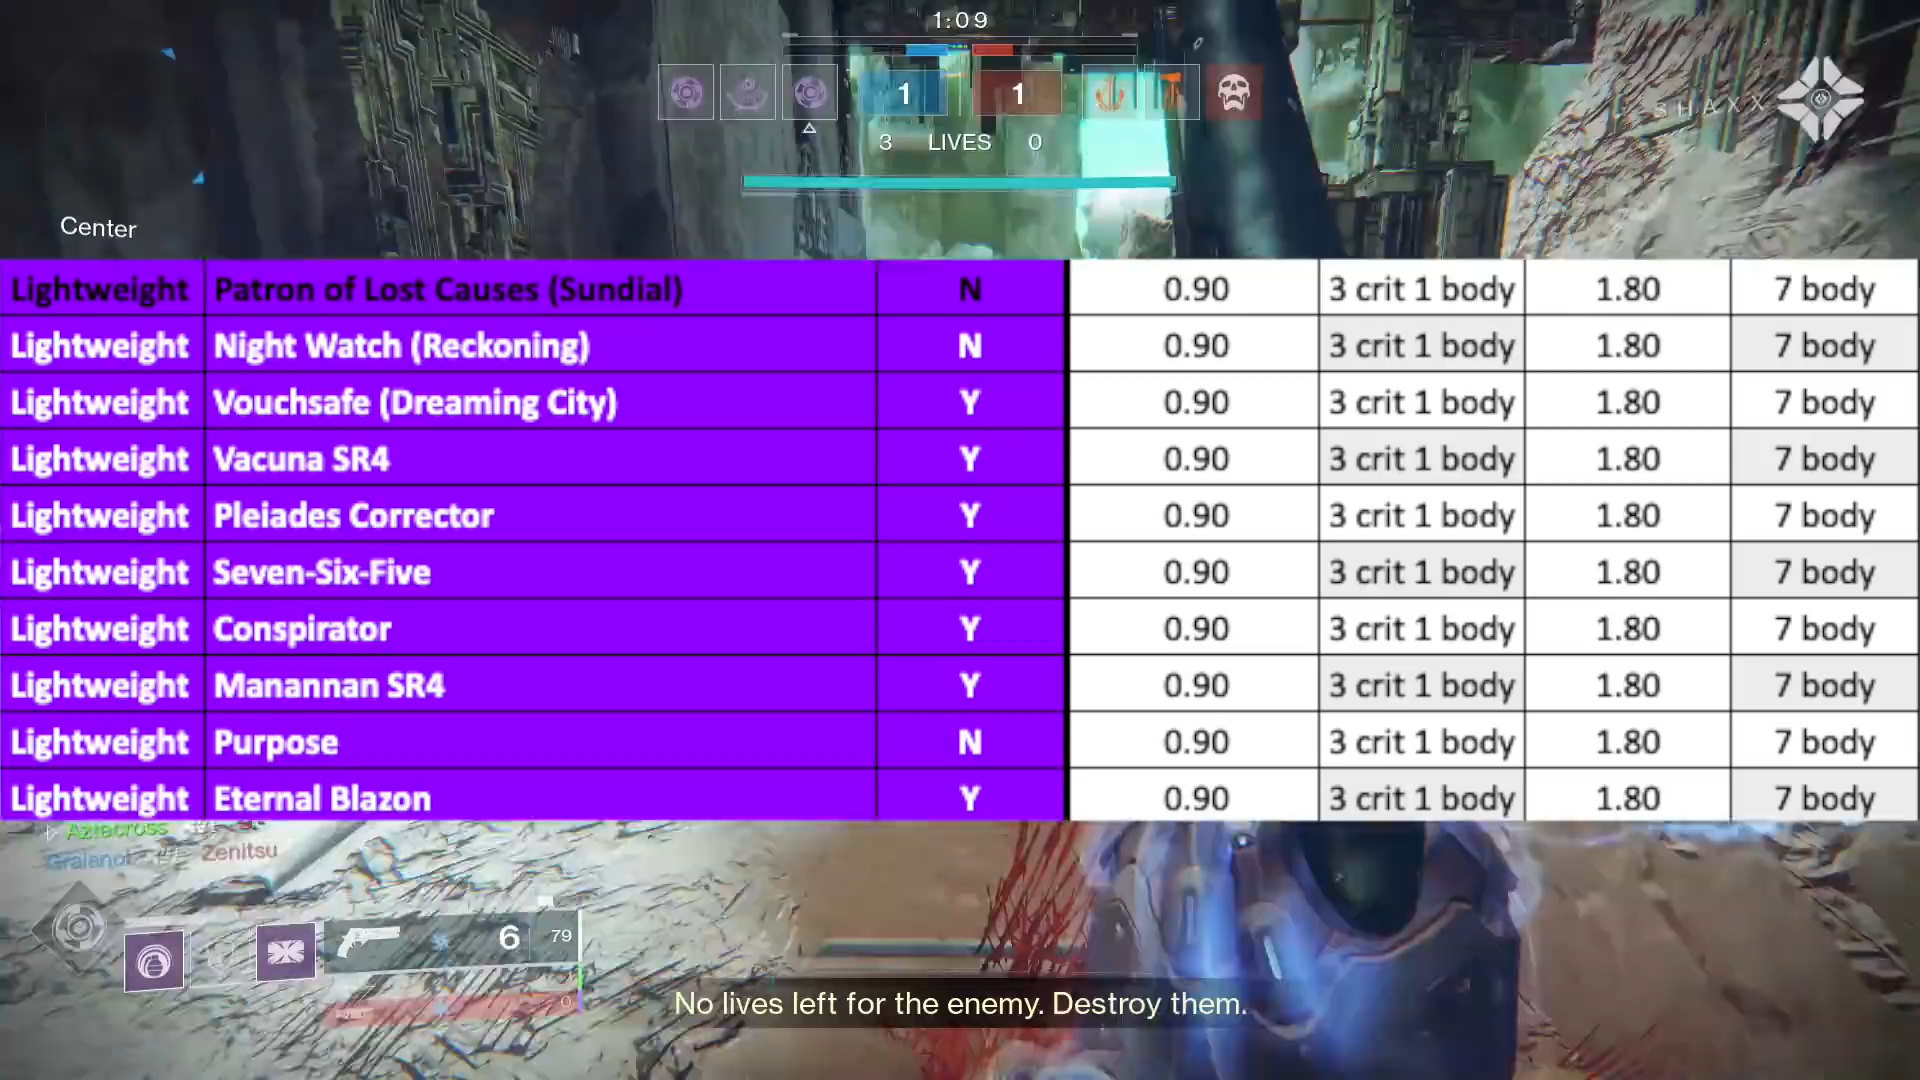 1:09
1 1
3 LIVES 0
SHAXX
Center
Lightweight Patron of Lost Causes (Sundial) N 0.90 3 crit 1 body 1.80 7 body
Lightweight Night Watch (Reckoning) N 0.90 3 crit 1 body 1.80 7 body
Lightweight Vouchsafe (Dreaming City) Y 0.90 3 crit 1 body 1.80 7 body
Lightweight Vacuna SR4 Y 0.90 3 crit 1 body 1.80 7 body
Lightweight Pleiades Corrector Y 0.90 3 crit 1 body 1.80 7 body
Lightweight Seven-Six-Five Y 0.90 3 crit 1 body 1.80 7 body
Lightweight Conspirator Y 0.90 3 crit 1 body 1.80 7 body
Lightweight Manannan SR4 Y 0.90 3 crit 1 body 1.80 7 body
Lightweight Purpose N 0.90 3 crit 1 body 1.80 7 body
Lightweight Eternal Blazon Y 0.90 3 crit 1 body 1.80 7 body
Aztecross
Zenitsu
6 79
0
No lives left for the enemy. Destroy them.